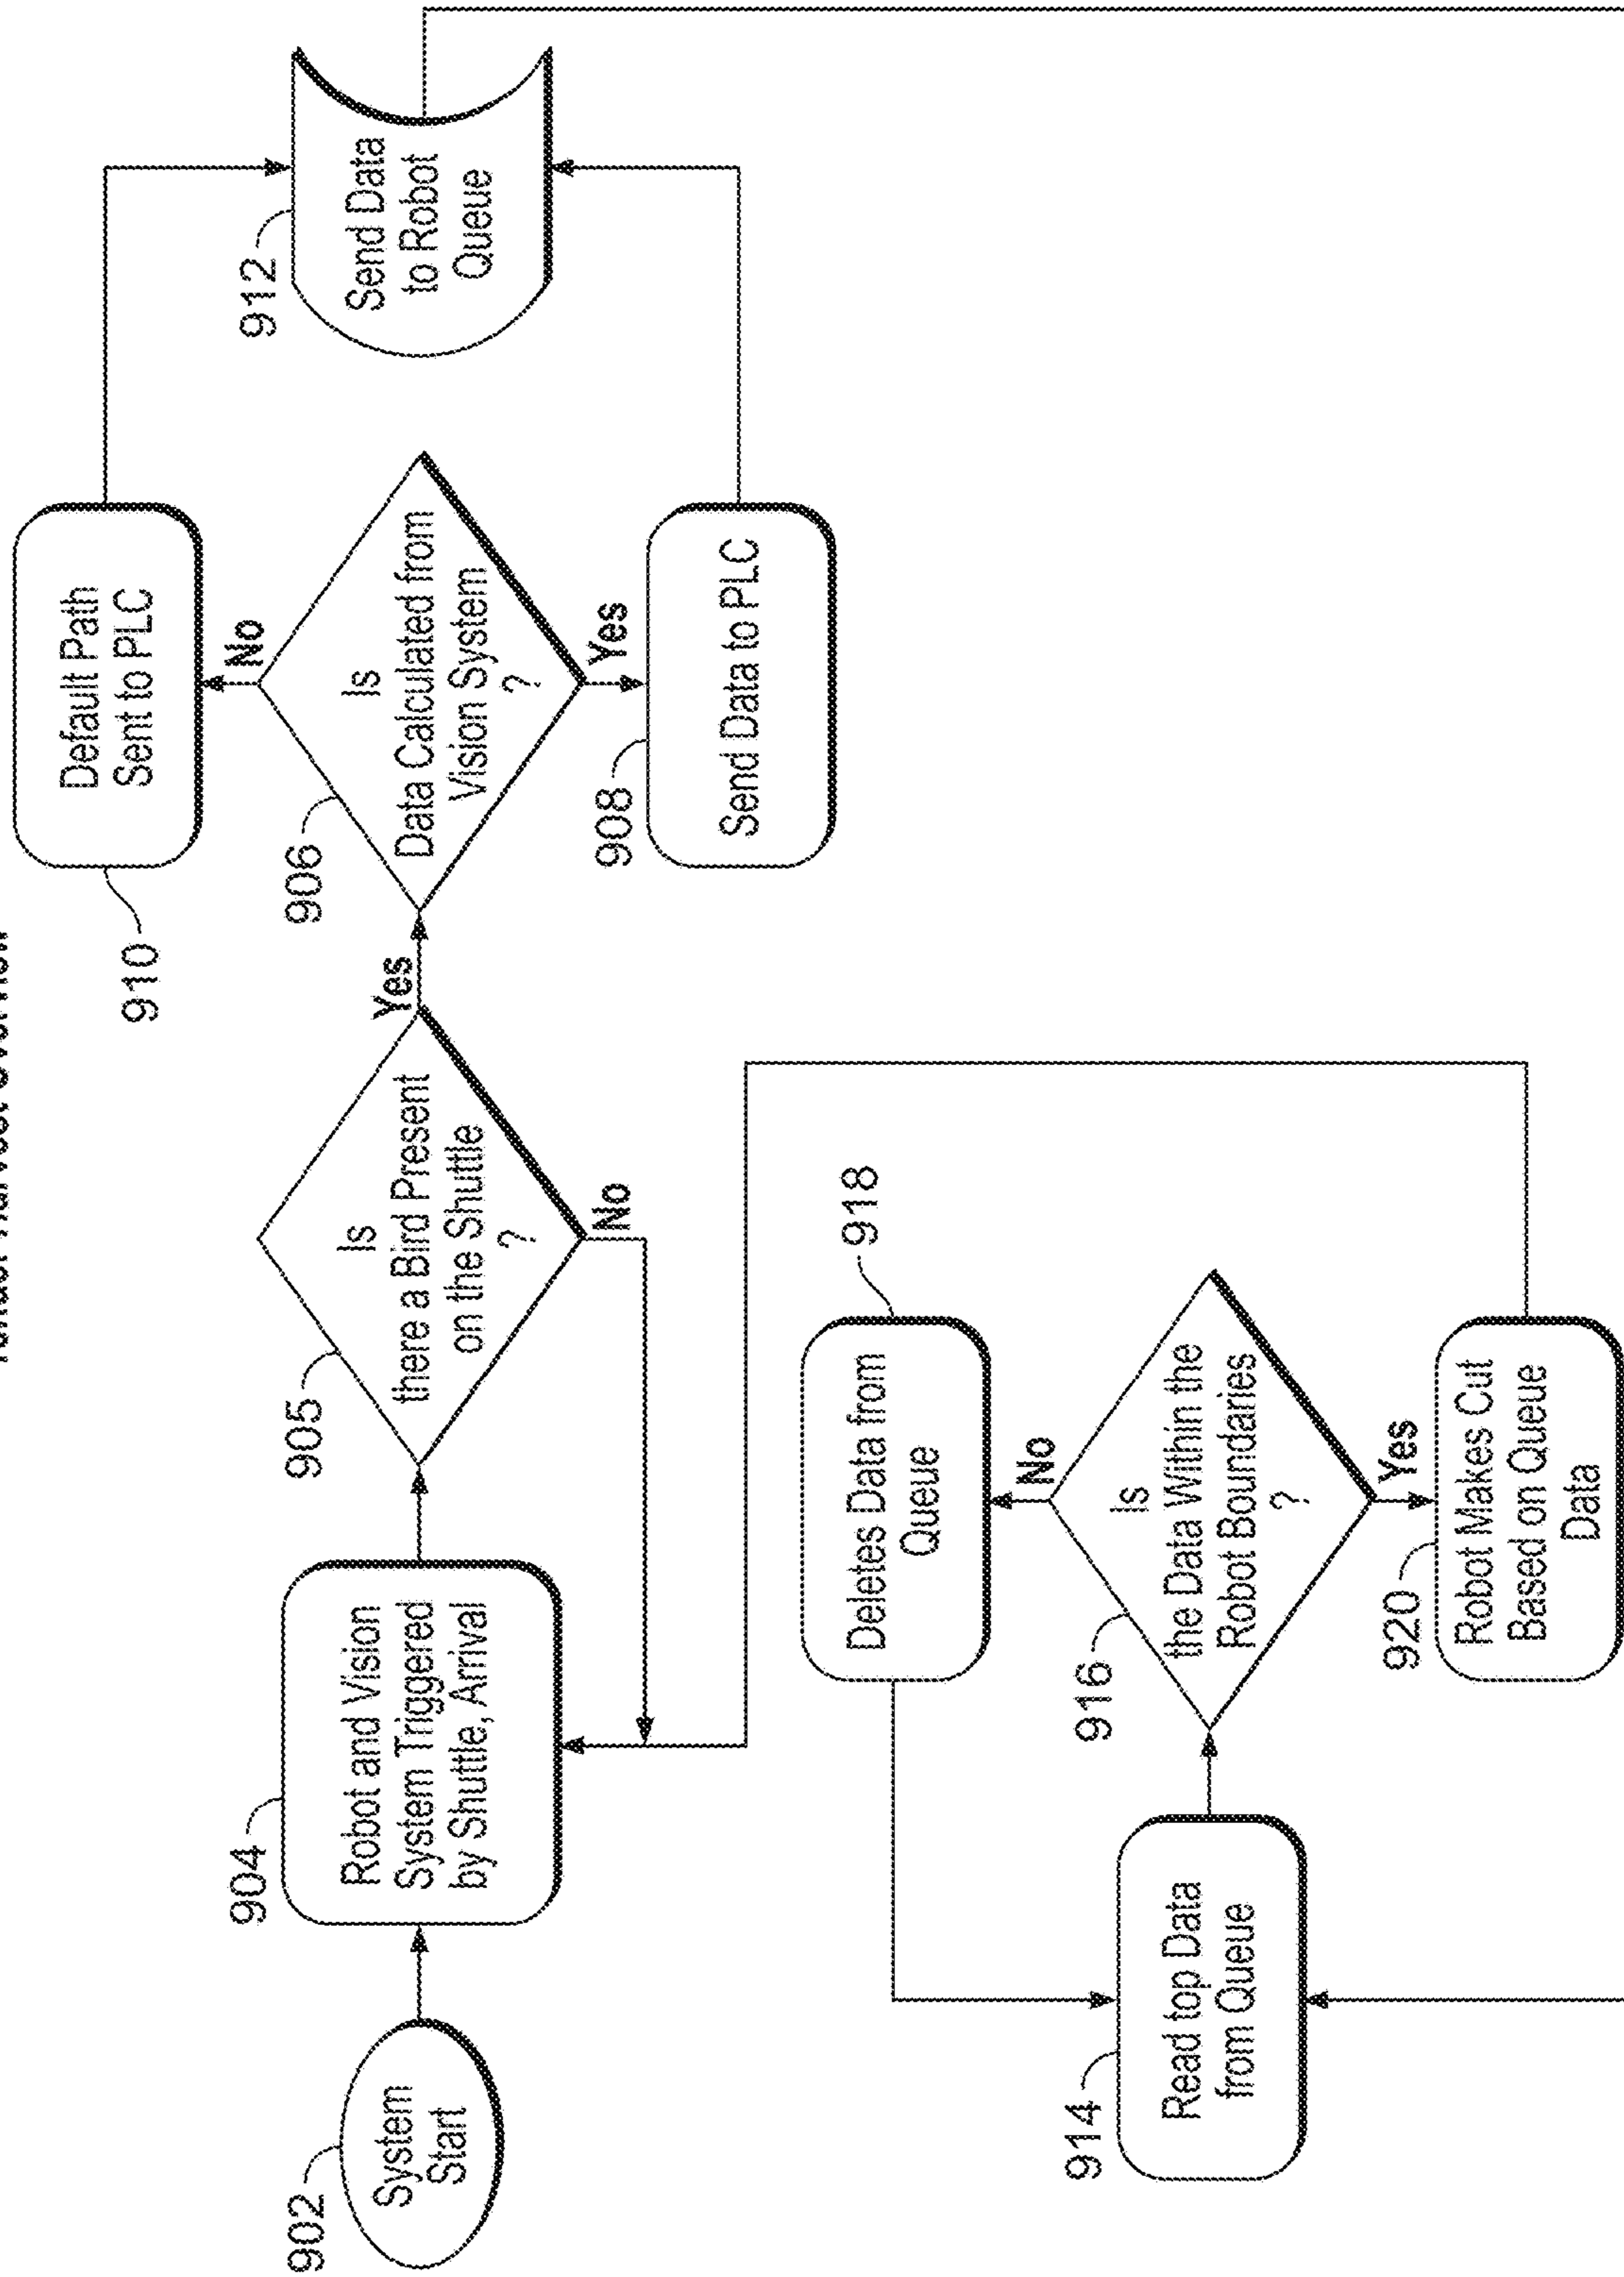 902
System
Start
904
Robot and Vision
System Triggered
by Shuttle, Arrival
905
Is
there a Bird Present
on the Shuttle
?
Yes
No
906
Is
Data Calculated from
Vision System
?
No
Yes
910
Default Path
Sent to PLC
908
Send Data to PLC
912
Send Data
to Robot
Queue
914
Read top Data
from Queue
916
Is
the Data Within the
Robot Boundaries
?
No
Yes
918
Deletes Data from
Queue
920
Robot Makes Cut
Based on Queue
Data